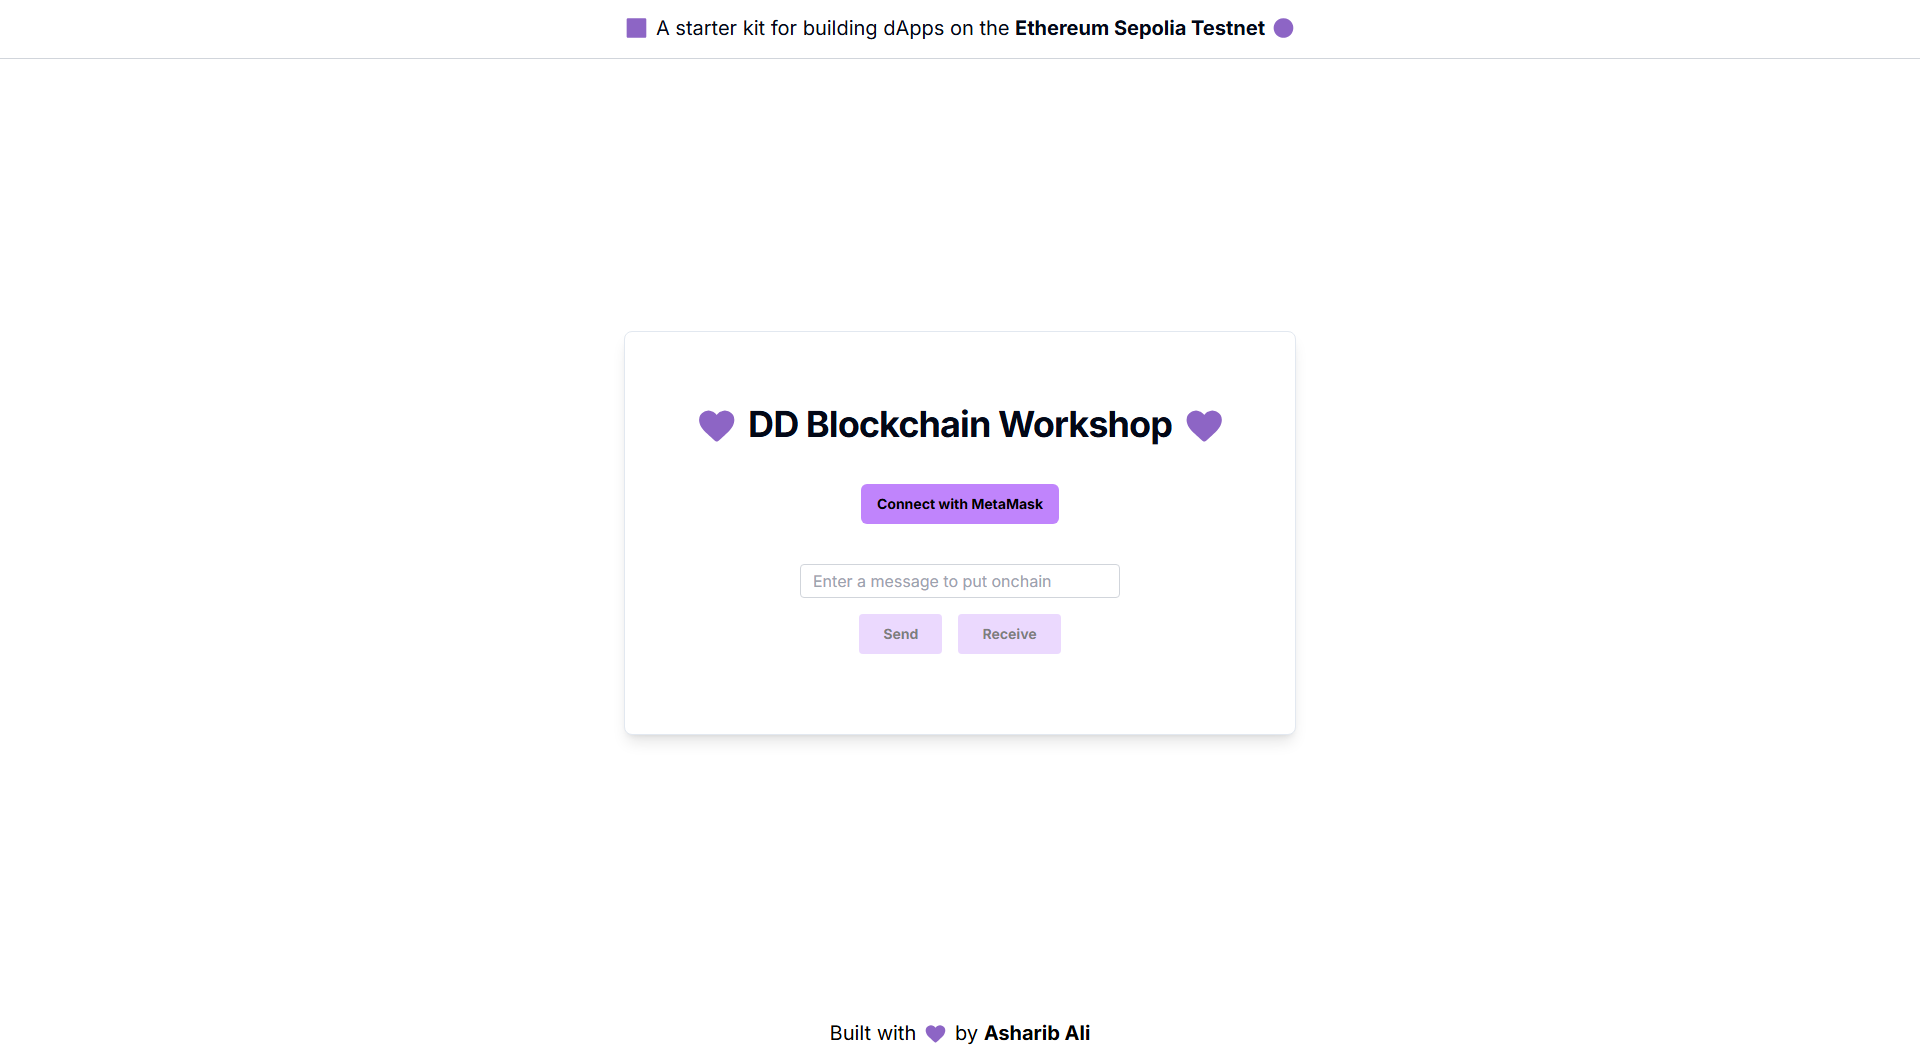 🟪 A starter kit for building dApps on the Ethereum Sepolia Testnet 🟣
💜 DD Blockchain Workshop 💜
Connect with MetaMask
Enter a message to put onchain
Send Receive
Built with 💜 by Asharib Ali